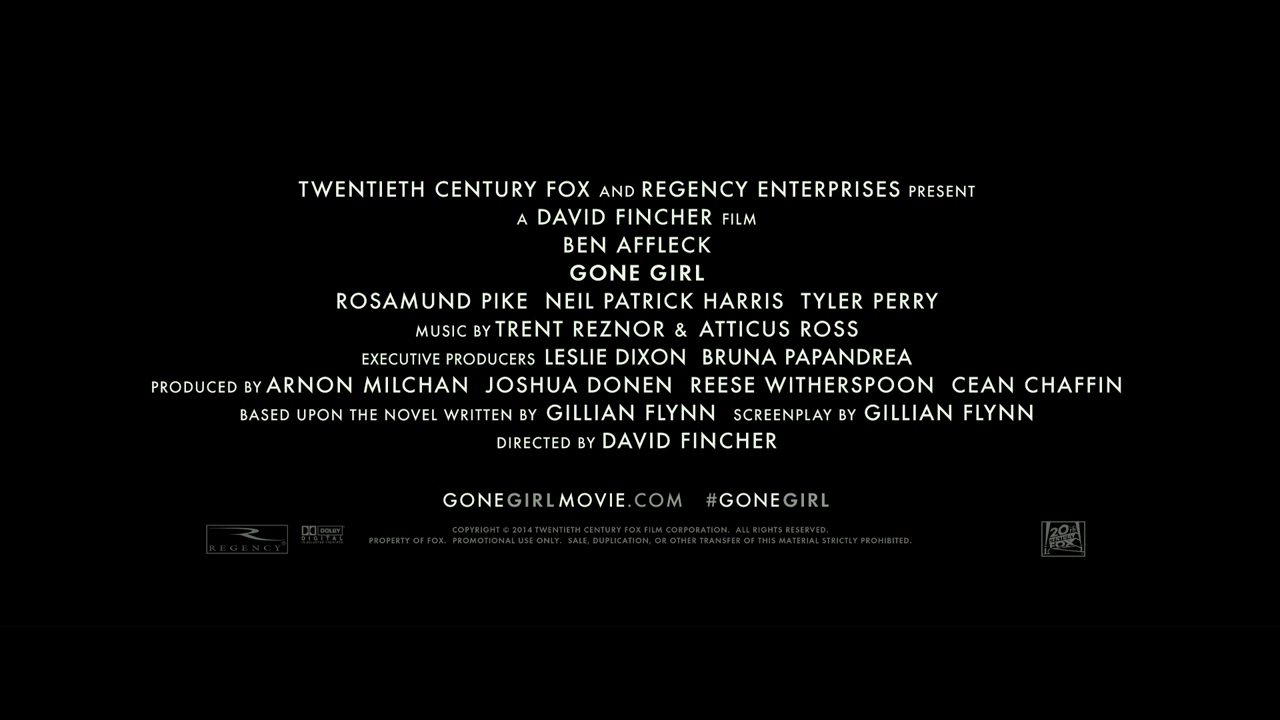 TWENTIETH CENTURY FOX AND REGENCY ENTERPRISES PRESENT
A DAVID FINCHER FILM
BEN AFFLECK
GONE GIRL
ROSAMUND PIKE NEIL PATRICK HARRIS TYLER PERRY
MUSIC BY TRENT REZNOR & ATTICUS ROSS
EXECUTIVE PRODUCERS LESLIE DIXON BRUNA PAPANDREA
PRODUCED BY ARNON MILCHAN JOSHUA DONEN REESE WITHERSPOON CEAN CHAFFIN
BASED UPON THE NOVEL WRITTEN BY GILLIAN FLYNN SCREENPLAY BY GILLIAN FLYNN
DIRECTED BY DAVID FINCHER
GONEGIRLMOVIE.COM #GONEGIRL
COPYRIGHT © 2014 TWENTIETH CENTURY FOX FILM CORPORATION. ALL RIGHTS RESERVED.
PROPERTY OF FOX. PROMOTIONAL USE ONLY. SALE, DUPLICATION, OR OTHER TRANSFER OF THIS MATERIAL STRICTLY PROHIBITED.
REGENCY
DOLBY
DIGITAL
20th
CENTURY
FOX